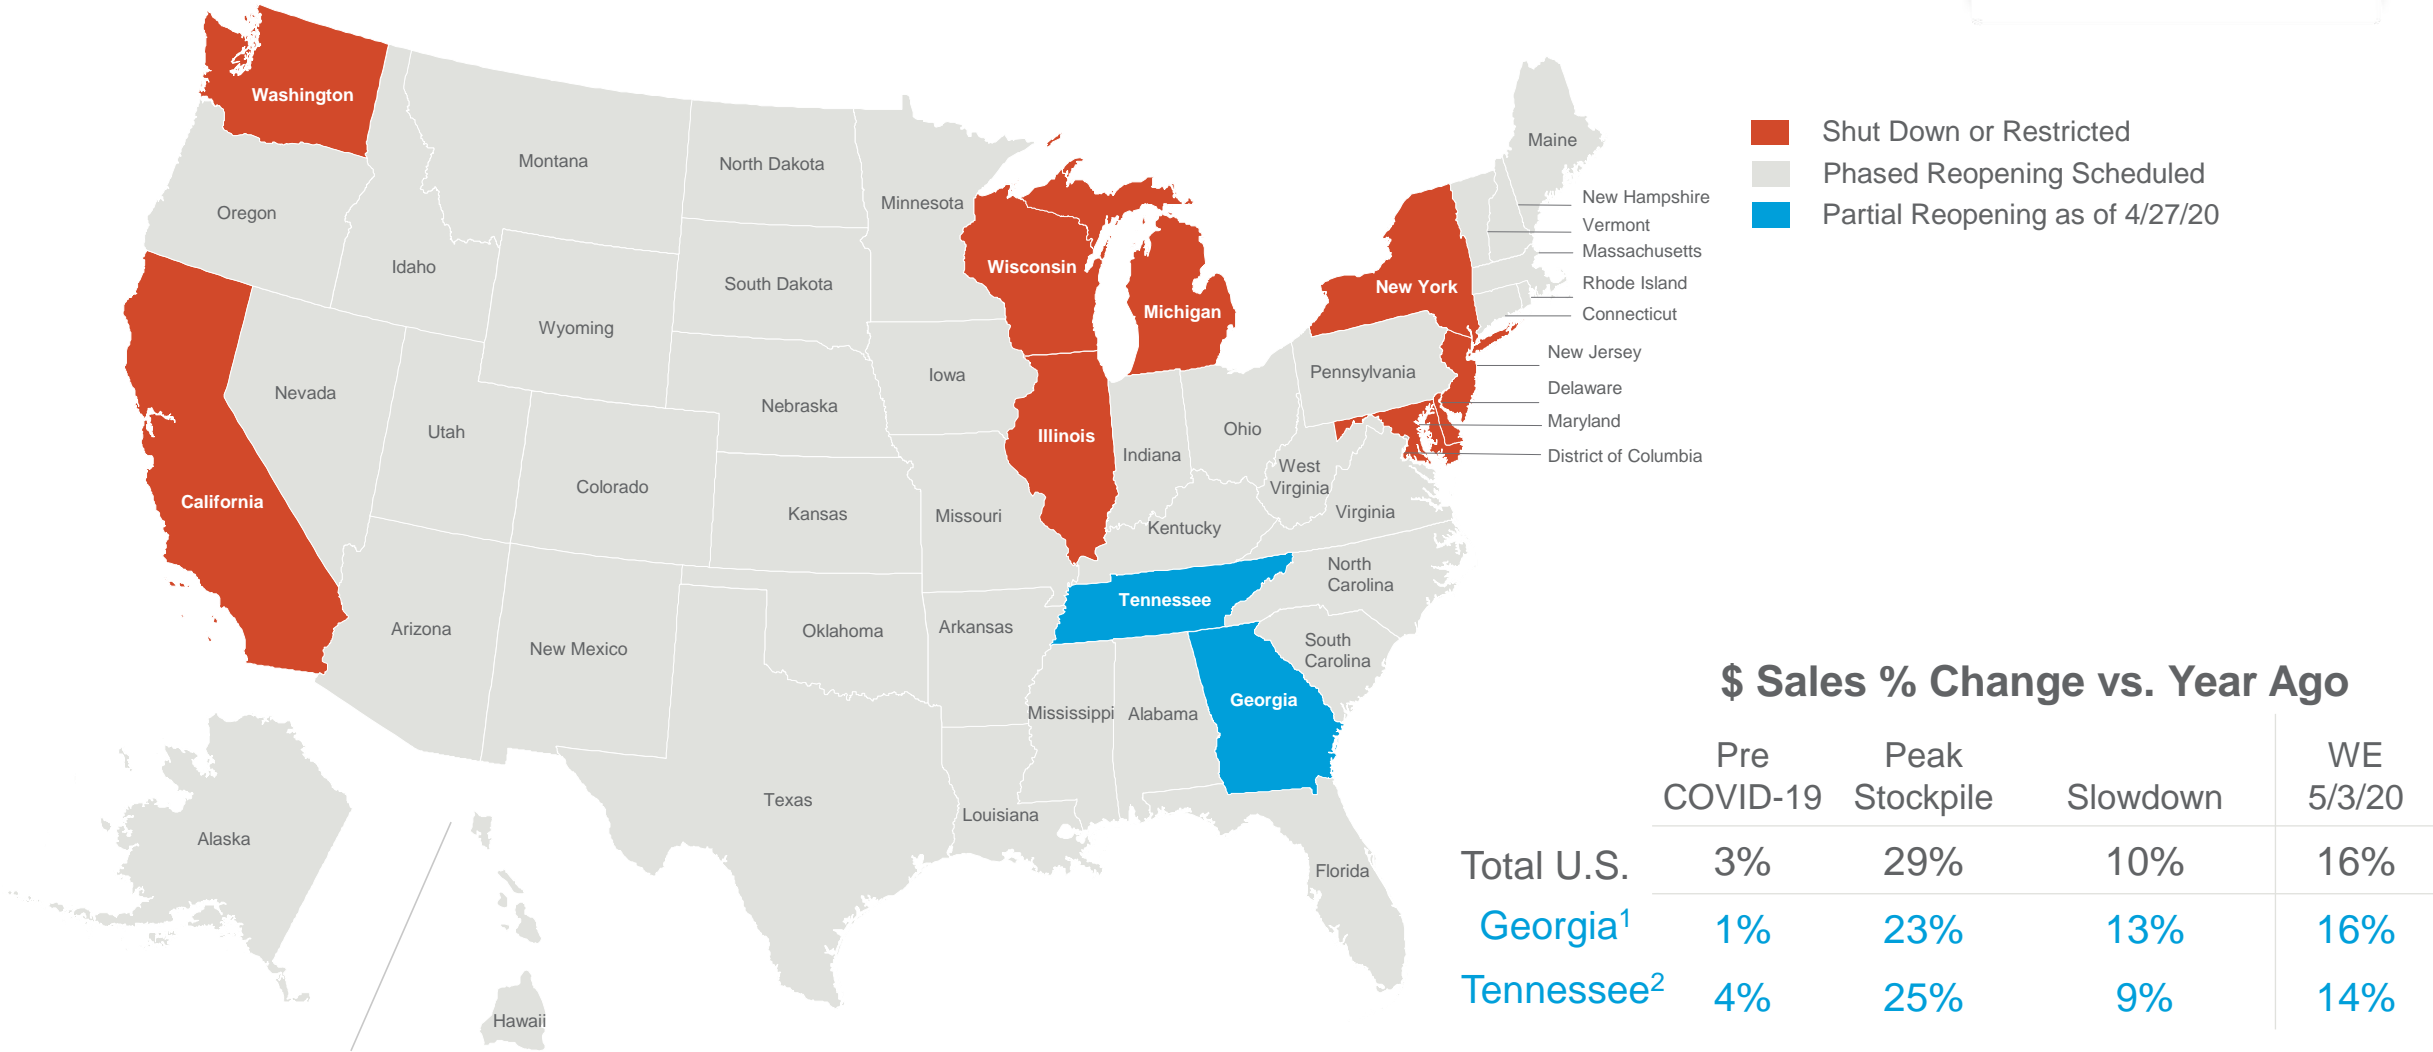 Washington
Montana
North Dakota
Minnesota
Oregon
Idaho
Wisconsin
South Dakota
Michigan
New York
Maine
New Hampshire
Vermont
Massachusetts
Rhode Island
Connecticut
New Jersey
Delaware
Maryland
District of Columbia
Wyoming
Iowa
Pennsylvania
Nevada
Nebraska
Utah
Ohio
Illinois
Indiana
West
Virginia
California
Colorado
Kansas
Missouri
Kentucky
Virginia
North
Carolina
Tennessee
Arizona
New Mexico
Oklahoma
Arkansas
South
Carolina
Mississippi
Alabama
Georgia
Texas
Louisiana
Alaska
Florida
Hawaii
Shut Down or Restricted
Phased Reopening Scheduled
Partial Reopening as of 4/27/20
$ Sales % Change vs. Year Ago
Pre Peak WE
COVID-19 Stockpile Slowdown 5/3/20
Total U.S. 3% 29% 10% 16%
Georgia¹ 1% 23% 13% 16%
Tennessee² 4% 25% 9% 14%